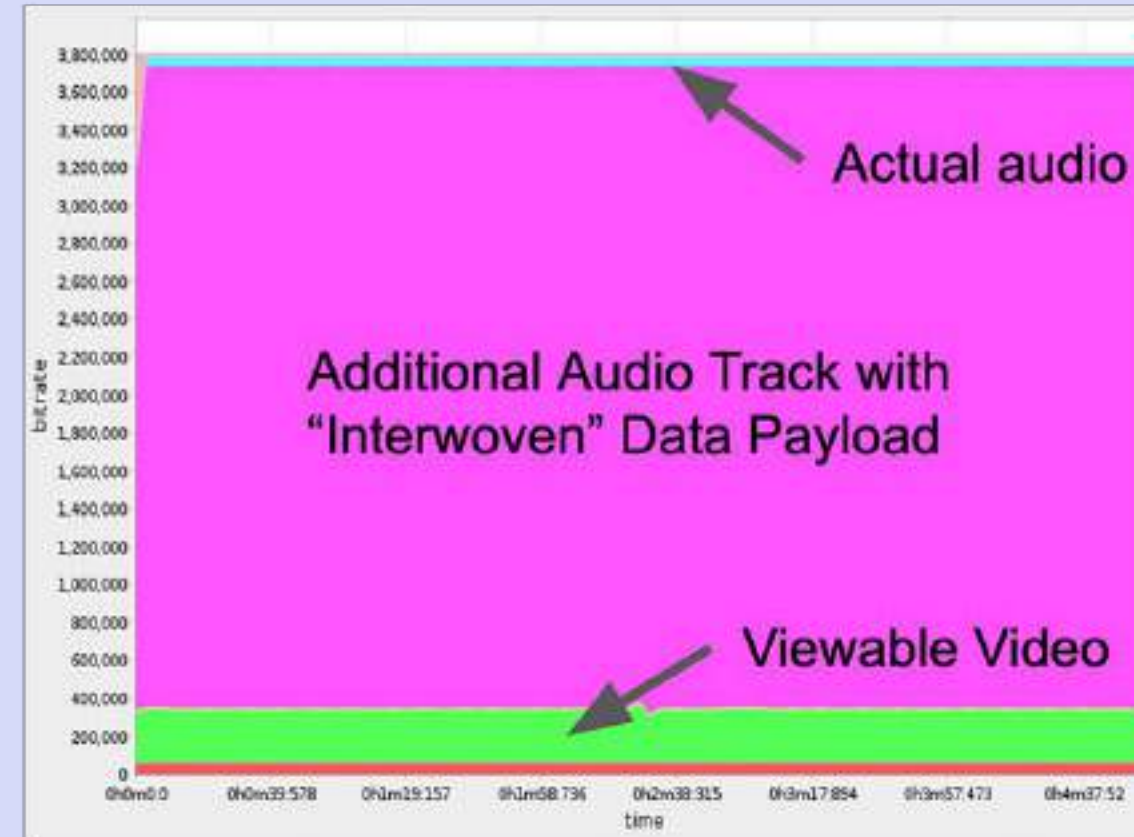 3,800,000
3,600,000
3,400,000
3,200,000
3,000,000
2,800,000
2,600,000
2,400,000
2,200,000
2,000,000
1,800,000
1,600,000
1,400,000
1,200,000
1,000,000
800,000
600,000
400,000
200,000
0
bitrate
Actual audio
Additional Audio Track with
“Interwoven” Data Payload
Viewable Video
0h0m0.0 0h0m39.578 0h1m19.157 0h1m58.736 0h2m38.315 0h3m17.894 0h3m57.473 0h4m37.52
time